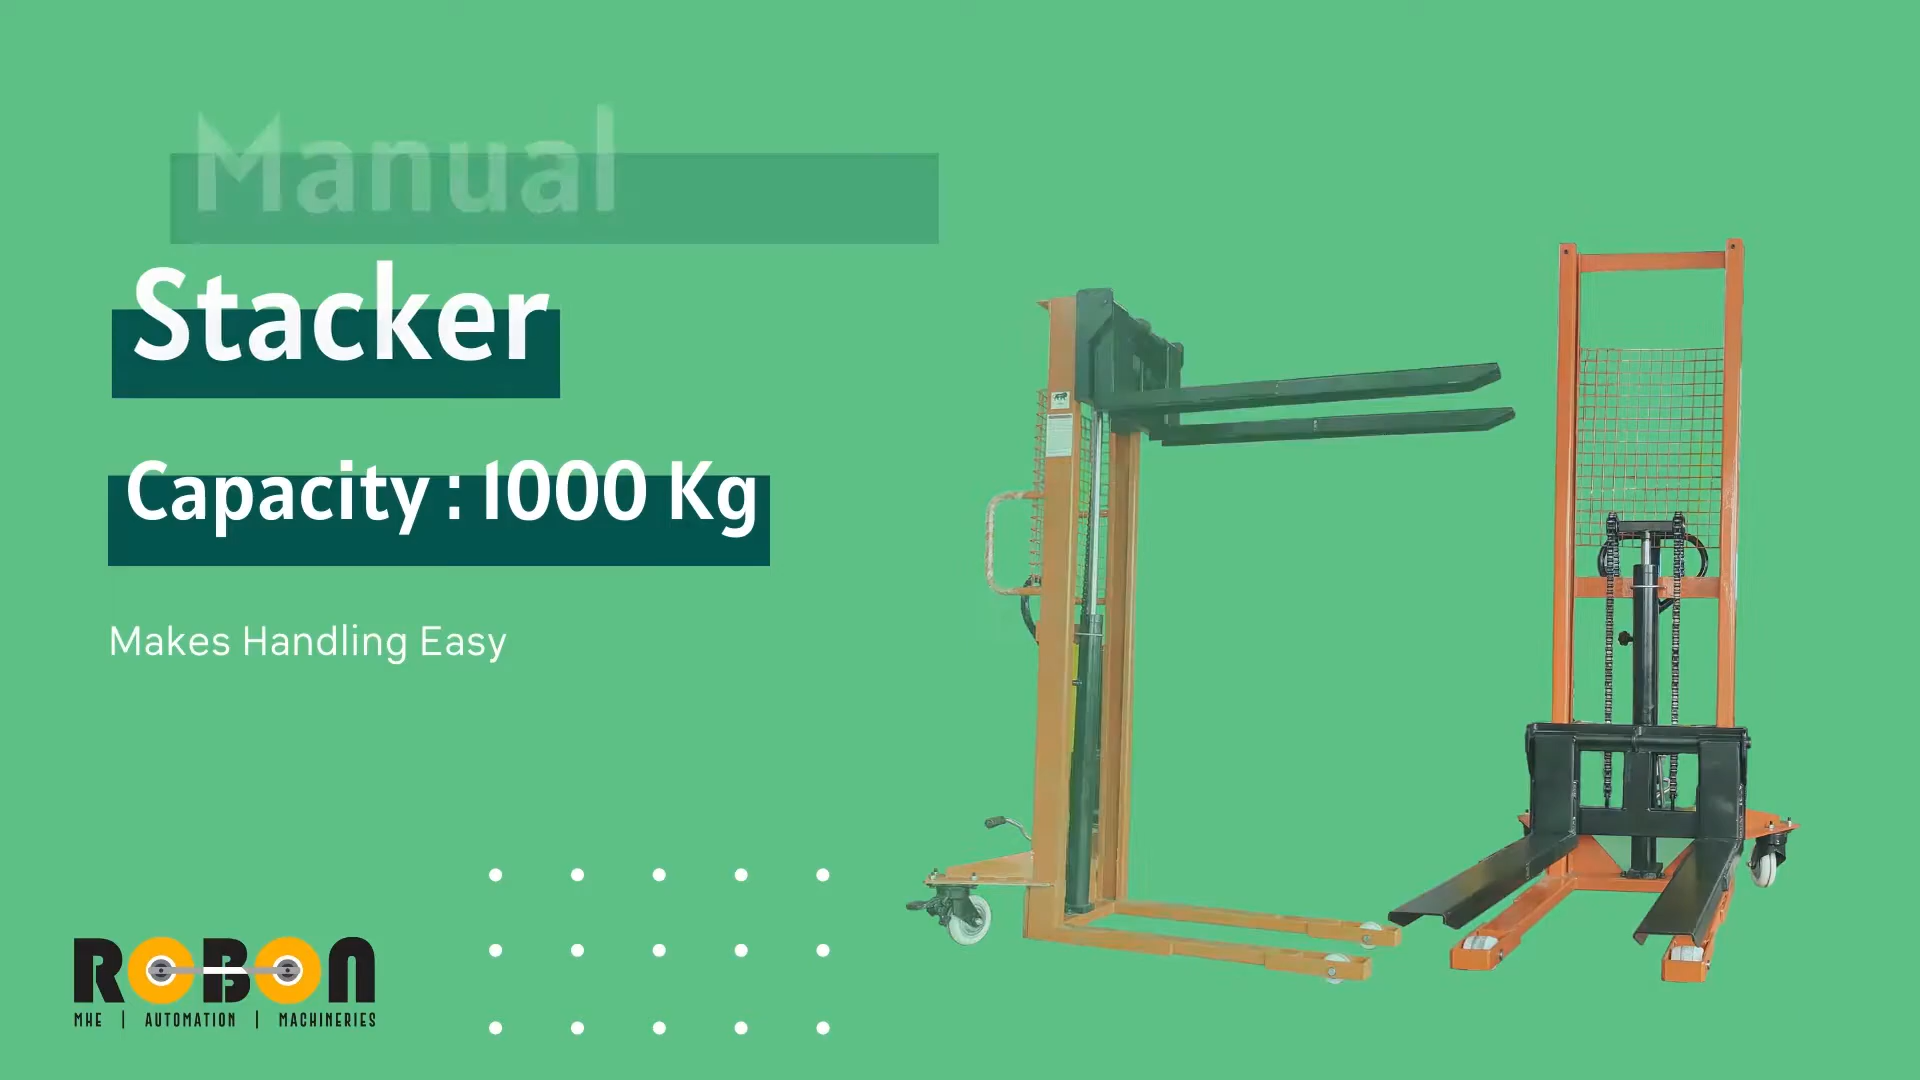 Manual
Stacker
Capacity : 1000 Kg
Makes Handling Easy
ROBON
MHE | AUTOMATION | MACHINERIES